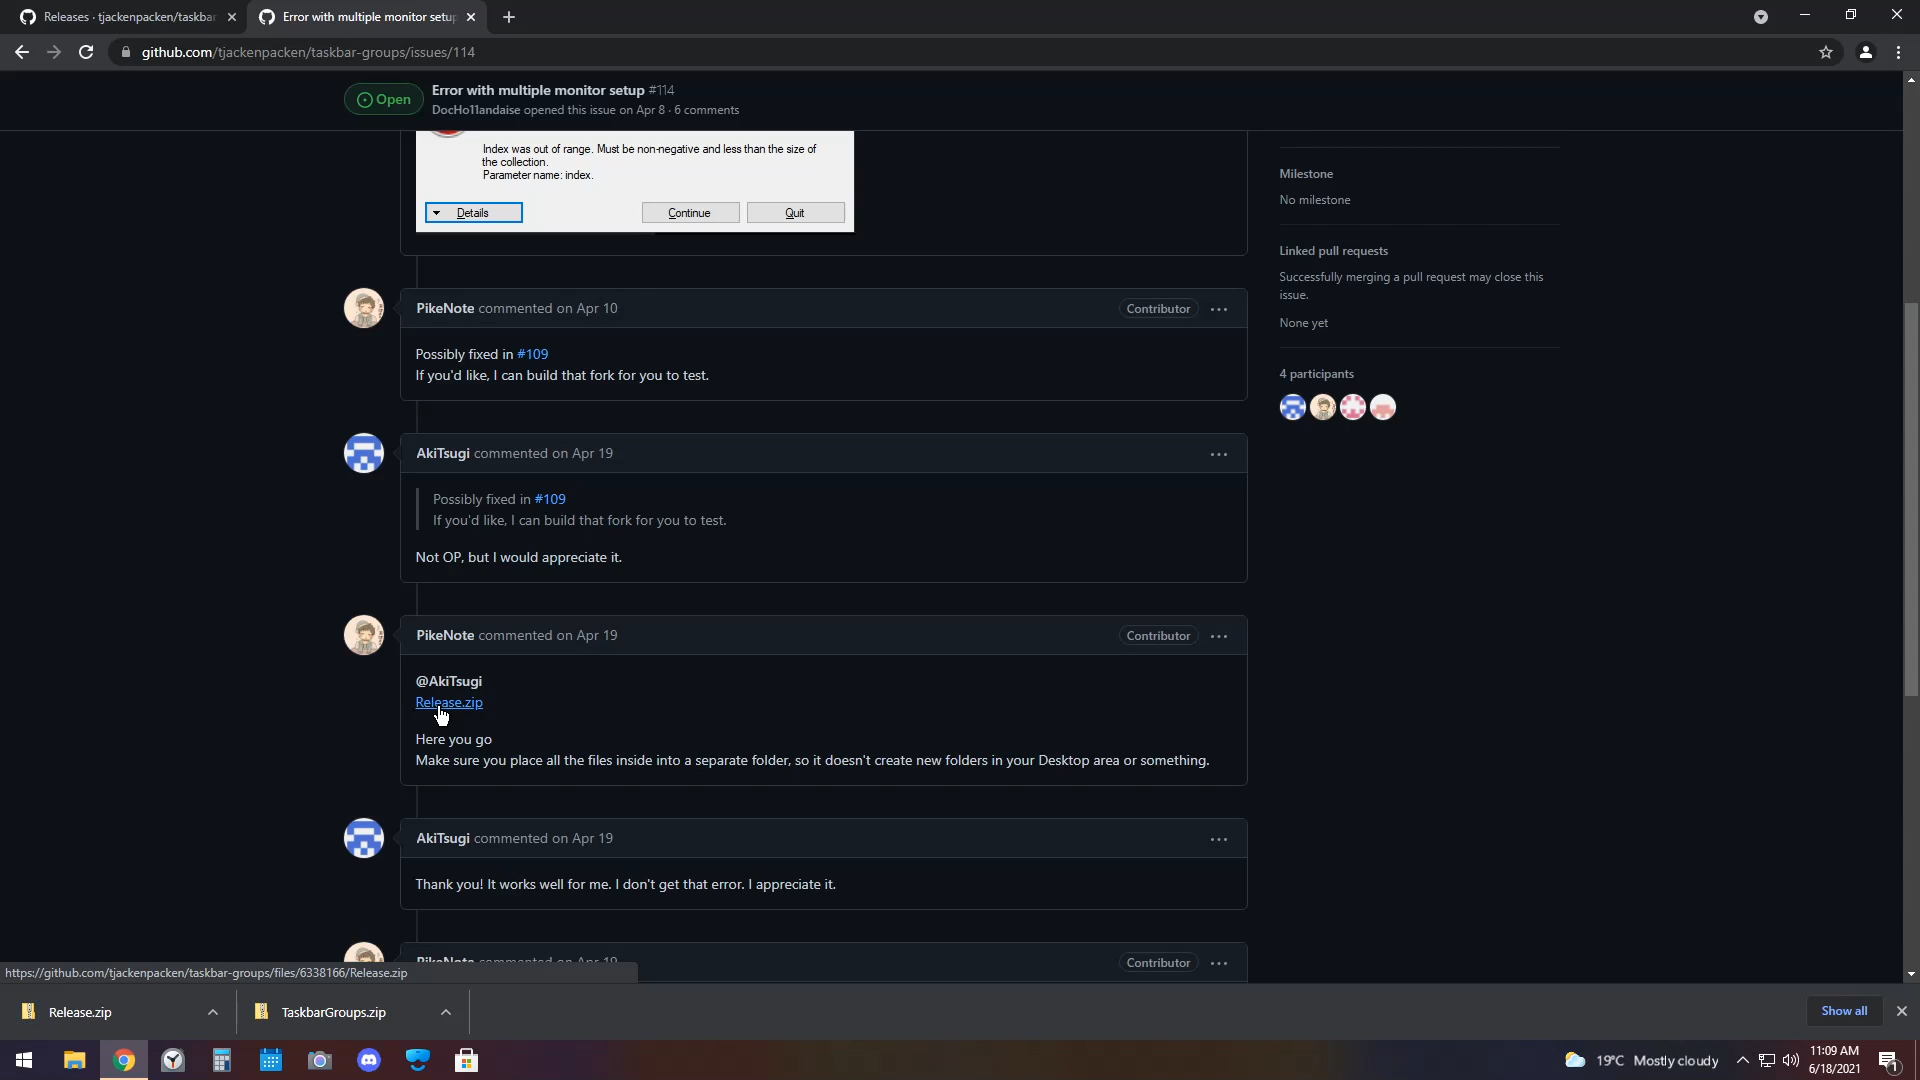 Releases · tjackenpacken/taskbar
Error with multiple monitor setup
github.com/tjackenpacken/taskbar-groups/issues/114
Open
Error with multiple monitor setup #114
DocHo11andaise opened this issue on Apr 8 · 6 comments
Index was out of range. Must be non-negative and less than the size of
the collection.
Parameter name: index.
Details
Continue
Quit
Milestone
No milestone
Linked pull requests
Successfully merging a pull request may close this
issue.
None yet
4 participants
PikeNote commented on Apr 10
Contributor
Possibly fixed in #109
If you'd like, I can build that fork for you to test.
AkiTsugi commented on Apr 19
Possibly fixed in #109
If you'd like, I can build that fork for you to test.
Not OP, but I would appreciate it.
PikeNote commented on Apr 19
Contributor
@AkiTsugi
Release.zip
Here you go
Make sure you place all the files inside into a separate folder, so it doesn't create new folders in your Desktop area or something.
AkiTsugi commented on Apr 19
Thank you! It works well for me. I don't get that error. I appreciate it.
PikeNote commented on Apr 19
Contributor
https://github.com/tjackenpacken/taskbar-groups/files/6338166/Release.zip
Release.zip
TaskbarGroups.zip
Show all
19°C Mostly cloudy
11:09 AM
6/18/2021
1